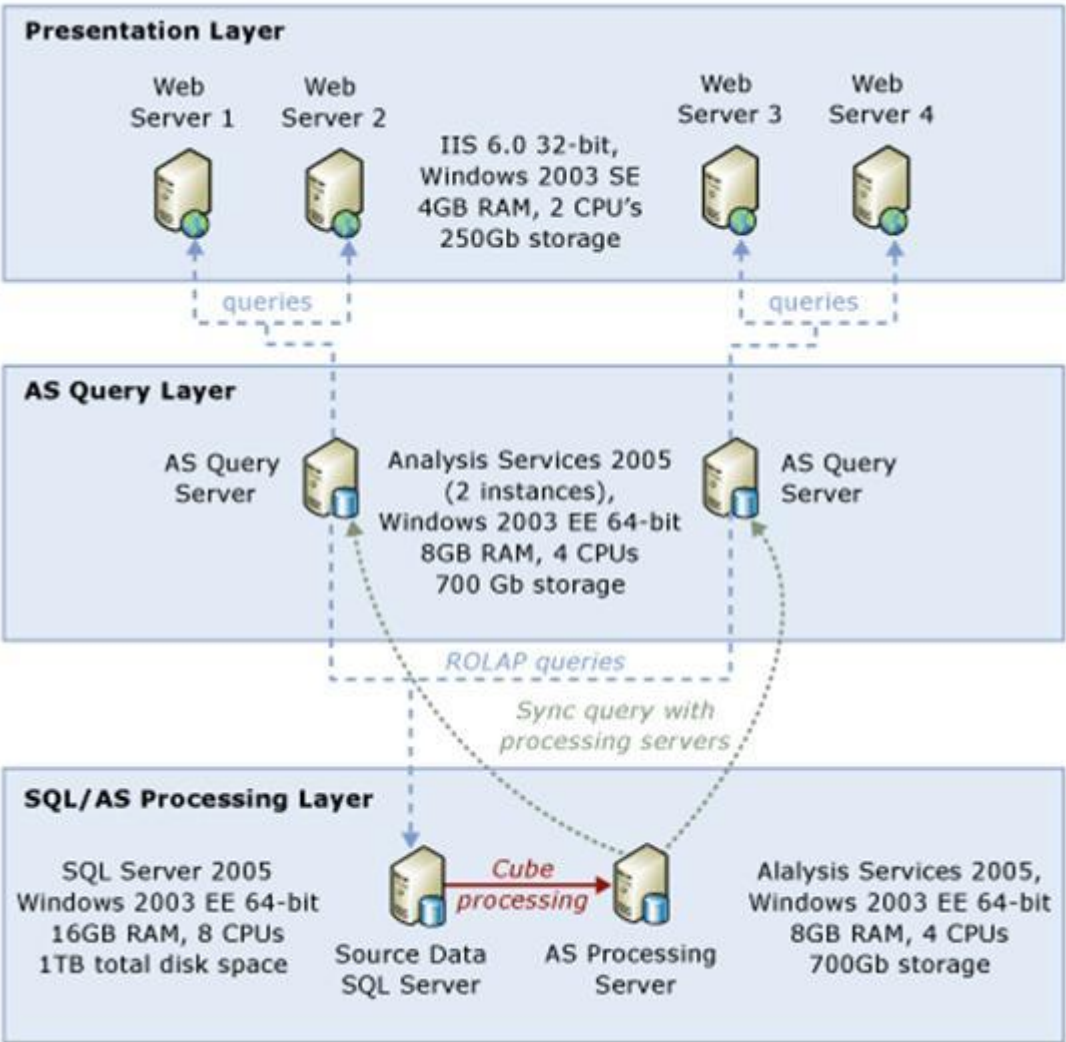 Presentation Layer
Web
Server 1
Web
Server 2
IIS 6.0 32-bit,
Windows 2003 SE
4GB RAM, 2 CPU's
250Gb storage
Web
Server 3
Web
Server 4
queries
queries
AS Query Layer
AS Query
Server
Analysis Services 2005
(2 instances),
Windows 2003 EE 64-bit
8GB RAM, 4 CPUs
700 Gb storage
AS Query
Server
ROLAP queries
Sync query with
processing servers
SQL/AS Processing Layer
SQL Server 2005
Windows 2003 EE 64-bit
16GB RAM, 8 CPUs
1TB total disk space
Cube
processing
Source Data
SQL Server
AS Processing
Server
Alalysis Services 2005,
Windows 2003 EE 64-bit
8GB RAM, 4 CPUs
700Gb storage